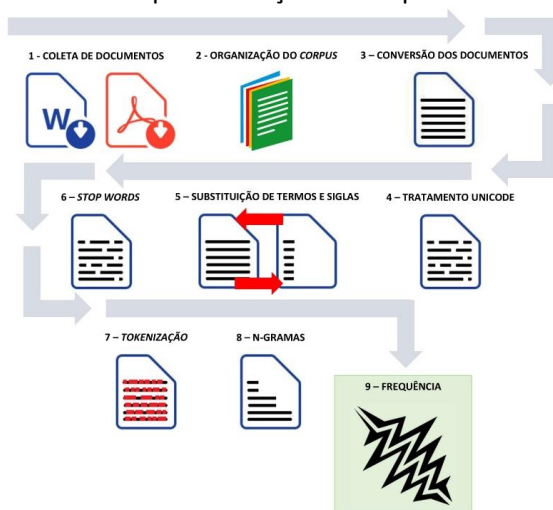 1 - COLETA DE DOCUMENTOS
2 - ORGANIZAÇÃO DO CORPUS
3 – CONVERSÃO DOS DOCUMENTOS
W
6 – STOP WORDS
5 – SUBSTITUIÇÃO DE TERMOS E SIGLAS
4 – TRATAMENTO UNICODE
7 – TOKENIZAÇÃO
8 – N-GRAMAS
9 – FREQUÊNCIA